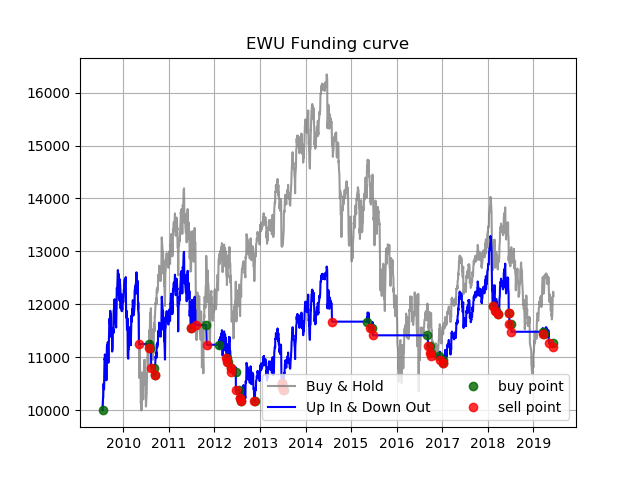 EWU Funding curve
16000
15000
14000
13000
12000
11000
10000
Buy & Hold
Up In & Down Out
buy point
sell point
2010 2011 2012 2013 2014 2015 2016 2017 2018 2019